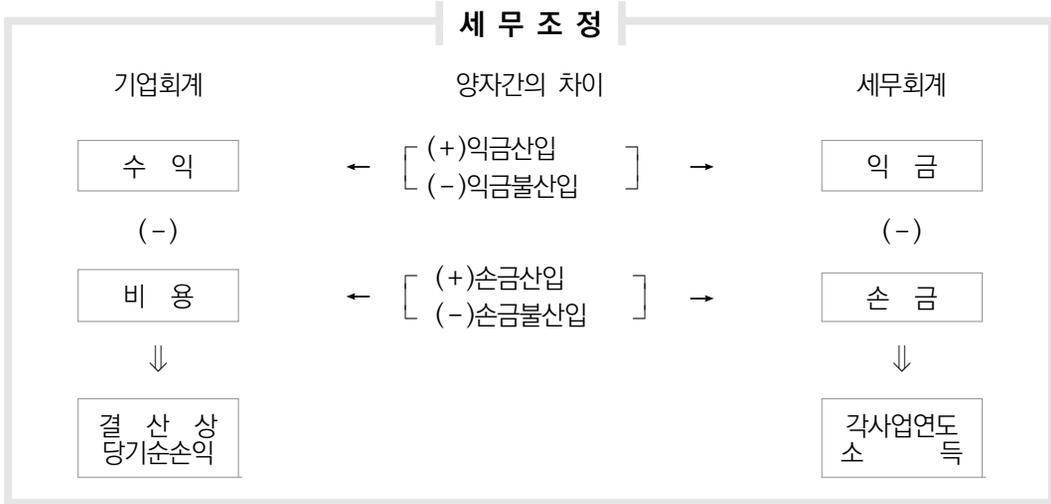 세 무 조 정
기업회계 양자간의 차이 세무회계
수 익 ← (+)익금산입 → 익 금
(-)익금불산입
(-) (-)
비 용 ← (+)손금산입 → 손 금
(-)손금불산입
⇓ ⇓
결 산 상 각사업연도
당기순손익 소 득